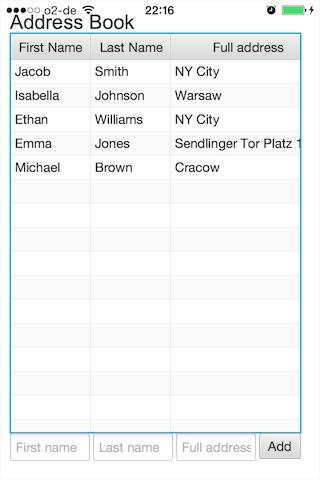 o2-de 22:16
Address Book
First Name Last Name Full address
Jacob Smith NY City
Isabella Johnson Warsaw
Ethan Williams NY City
Emma Jones Sendlinger Tor Platz 1
Michael Brown Cracow
First name Last name Full address Add